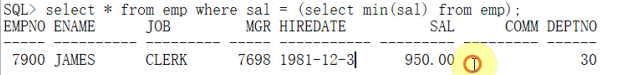 SQL> select * from emp where sal = (select min(sal) from emp);
EMPNO ENAME      JOB         MGR HIREDATE          SAL      COMM DEPTNO
----- ---------- --------- ----- ----------- --------- --------- ------
 7900 JAMES      CLERK      7698 1981-12-3      950.00               30